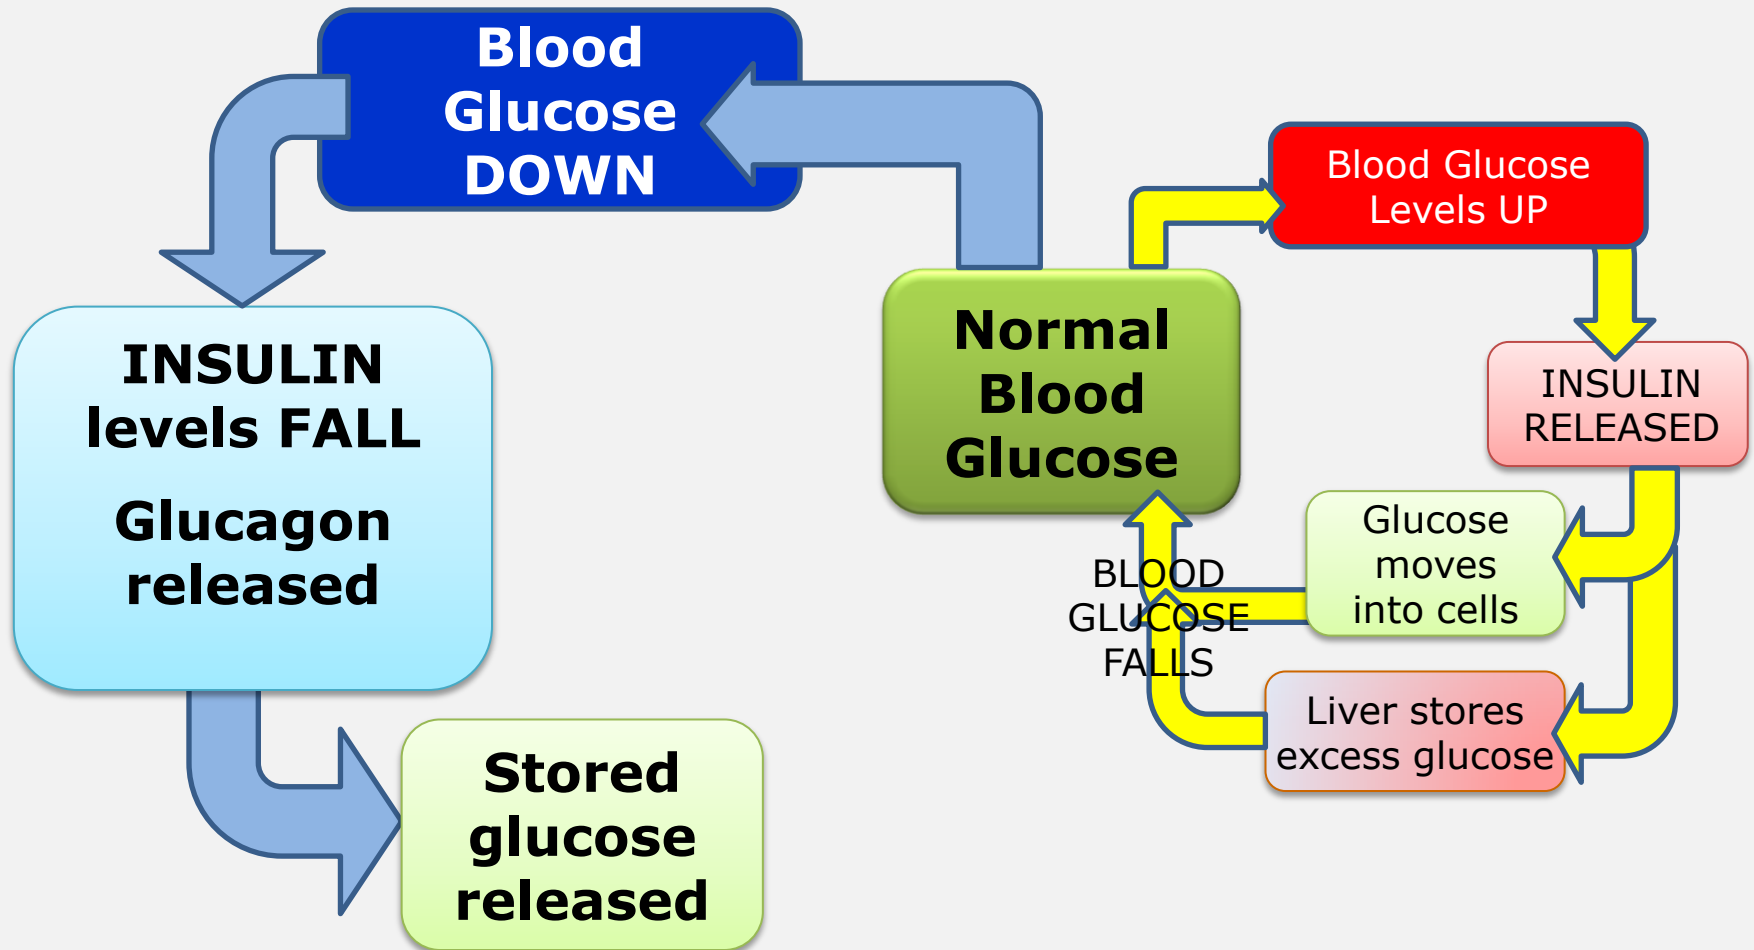 Blood
Glucose
DOWN
INSULIN
levels FALL
Glucagon
released
Stored
glucose
released
Normal
Blood
Glucose
Blood Glucose
Levels UP
INSULIN
RELEASED
Glucose
moves
into cells
Liver stores
excess glucose
BLOOD
GLUCOSE
FALLS